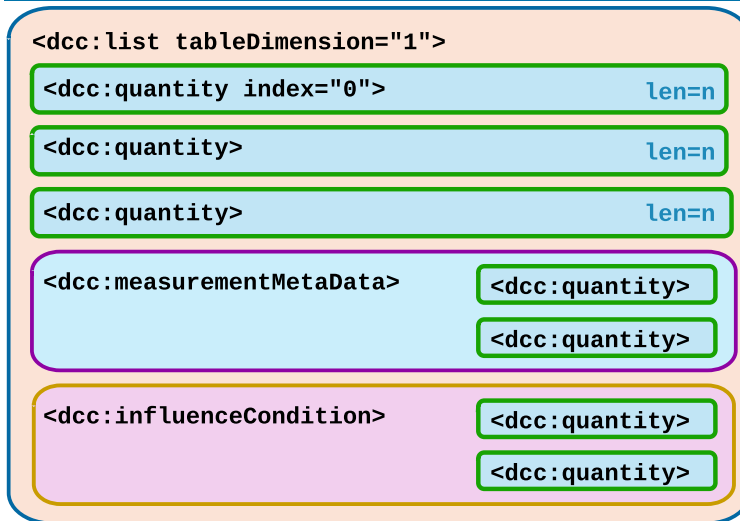 <dcc:list tableDimension="1">
<dcc:quantity index="0"> len=n
<dcc:quantity> len=n
<dcc:quantity> len=n
<dcc:measurementMetaData> <dcc:quantity>
<dcc:quantity>
<dcc:influenceCondition> <dcc:quantity>
<dcc:quantity>